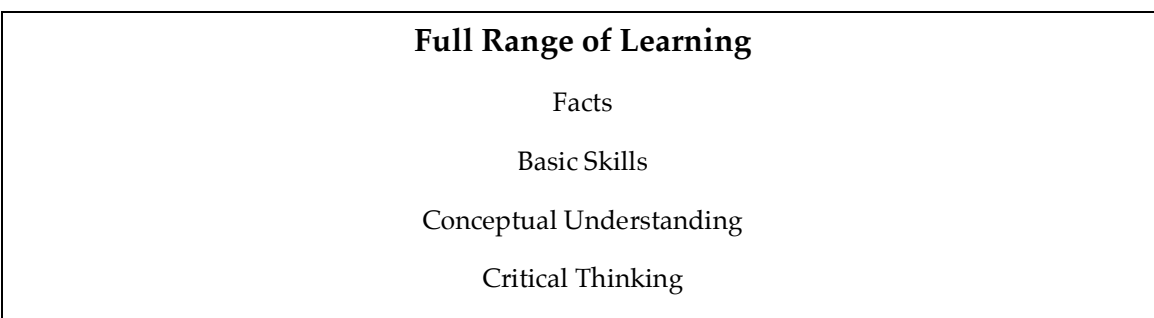 Full Range of Learning
Facts
Basic Skills
Conceptual Understanding
Critical Thinking